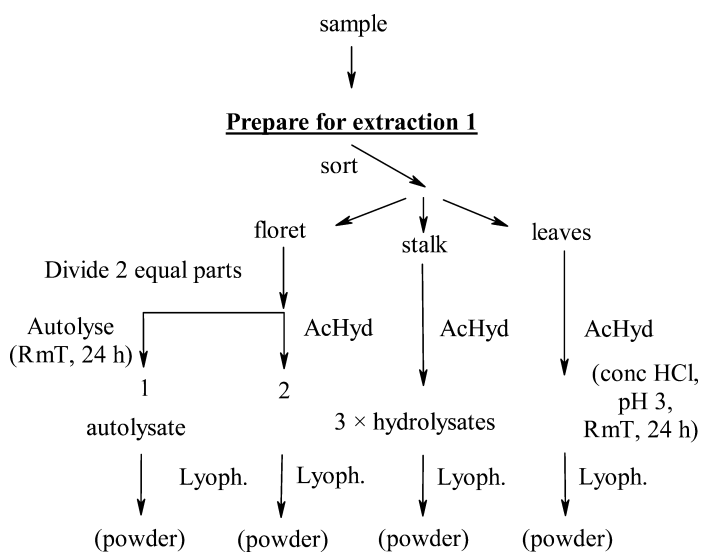 sample
Prepare for extraction 1
sort
floret
stalk
leaves
Divide 2 equal parts
Autolyse
(RmT, 24 h)
AcHyd
AcHyd
AcHyd
1
2
(conc HCl,
pH 3,
RmT, 24 h)
autolysate
3 × hydrolysates
Lyoph.
Lyoph.
Lyoph.
Lyoph.
(powder)
(powder)
(powder)
(powder)